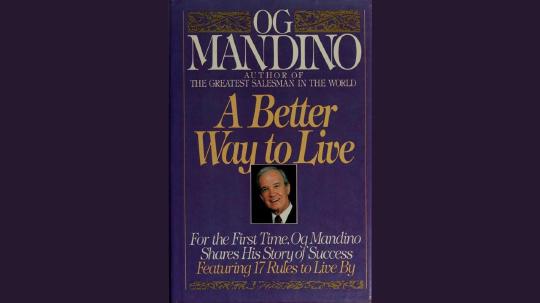 OG
MANDINO
AUTHOR OF
THE GREATEST SALESMAN IN THE WORLD
A Better
Way to Live
For the First Time, Og Mandino
Shares His Story of Success
Featuring 17 Rules to Live By